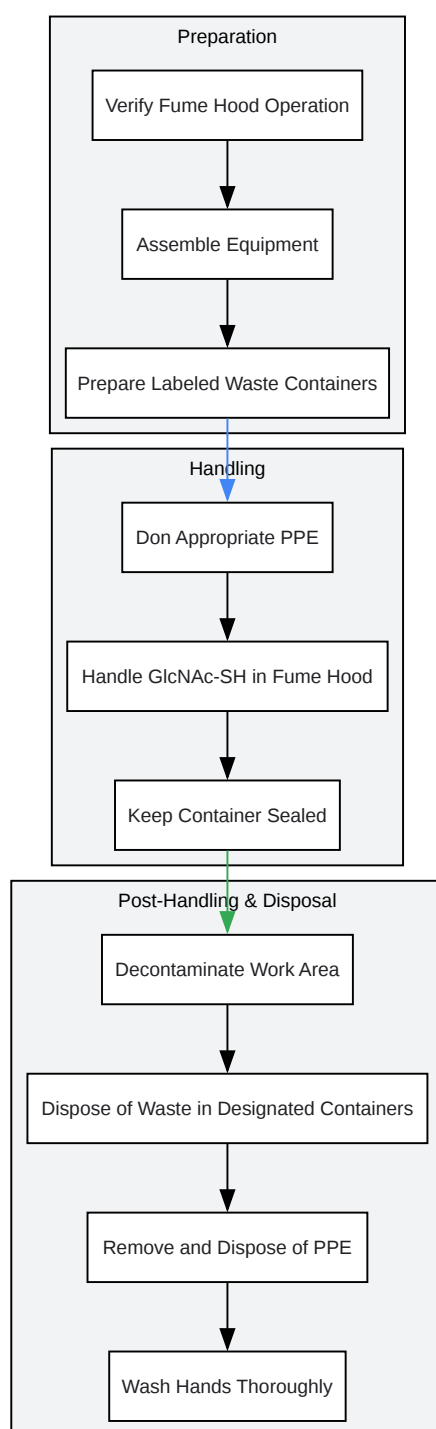 Preparation
Verify Fume Hood Operation
Assemble Equipment
Prepare Labeled Waste Containers
Handling
Don Appropriate PPE
Handle GlcNAc-SH in Fume Hood
Keep Container Sealed
Post-Handling & Disposal
Decontaminate Work Area
Dispose of Waste in Designated Containers
Remove and Dispose of PPE
Wash Hands Thoroughly